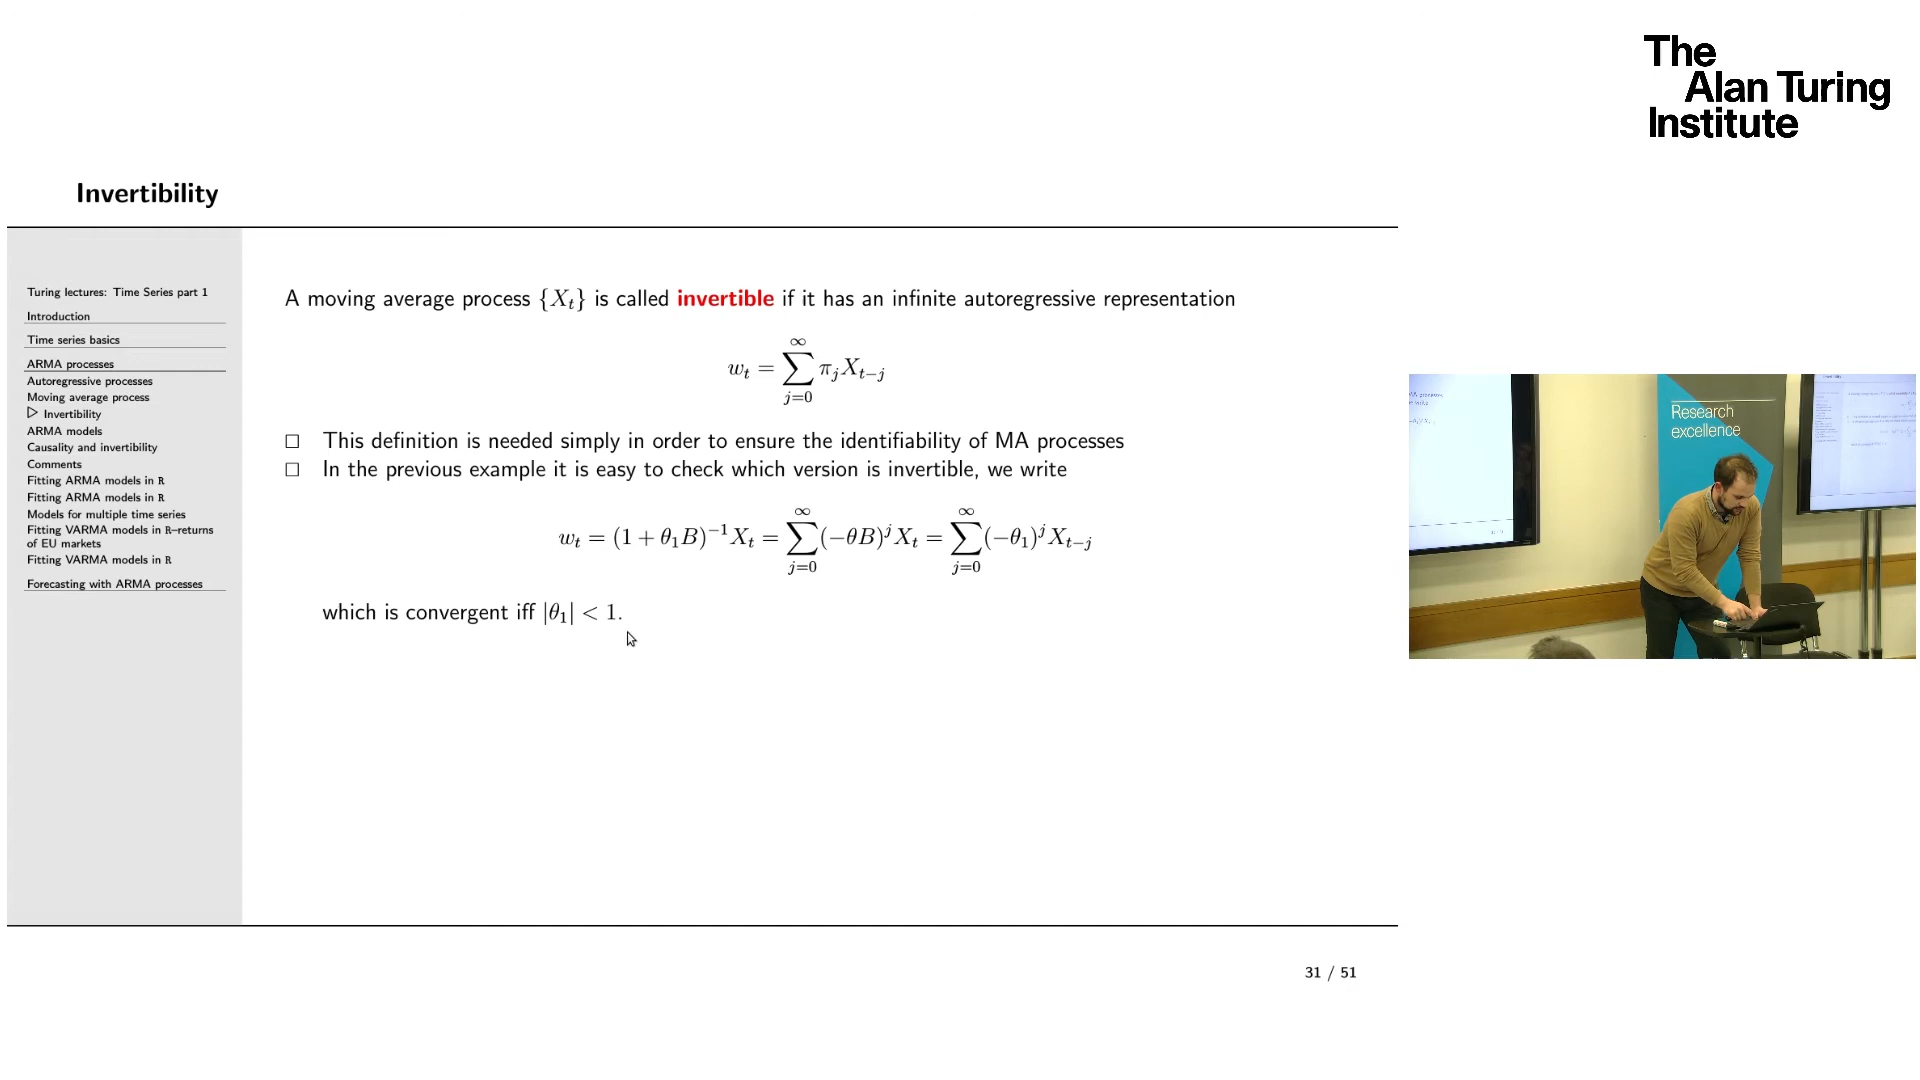 The
Alan Turing
Institute
Invertibility
Turing lectures: Time Series part 1
Introduction
Time series basics
ARMA processes
Autoregressive processes
Moving average process
▷ Invertibility
ARMA models
Causality and invertibility
Comments
Fitting ARMA models in R
Fitting ARMA models in R
Models for multiple time series
Fitting VARMA models in R–returns
of EU markets
Fitting VARMA models in R
Forecasting with ARMA processes
A moving average process {X_t} is called invertible if it has an infinite autoregressive representation
w_t = \sum_{j=0}^{\infty} \pi_j X_{t-j}
□ This definition is needed simply in order to ensure the identifiability of MA processes
□ In the previous example it is easy to check which version is invertible, we write
w_t = (1 + \theta_1 B)^{-1} X_t = \sum_{j=0}^{\infty} (-\theta B)^j X_t = \sum_{j=0}^{\infty} (-\theta_1)^j X_{t-j}
which is convergent iff |θ_1| < 1.
31 / 51
Research
excellence